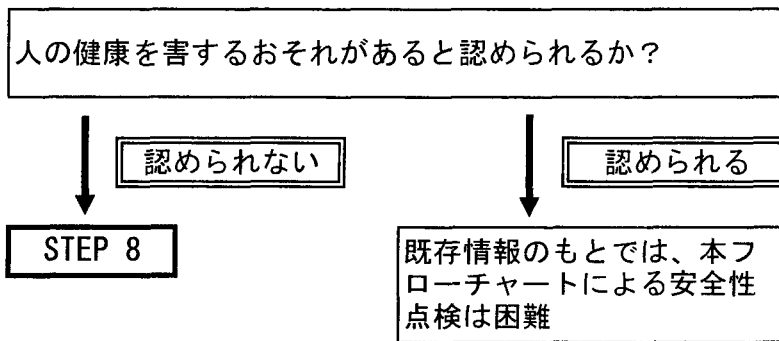 人の健康を害するおそれがあると認められるか？
認められない
認められる
STEP 8
既存情報のもとでは、本フ
ローチャートによる安全性
点検は困難